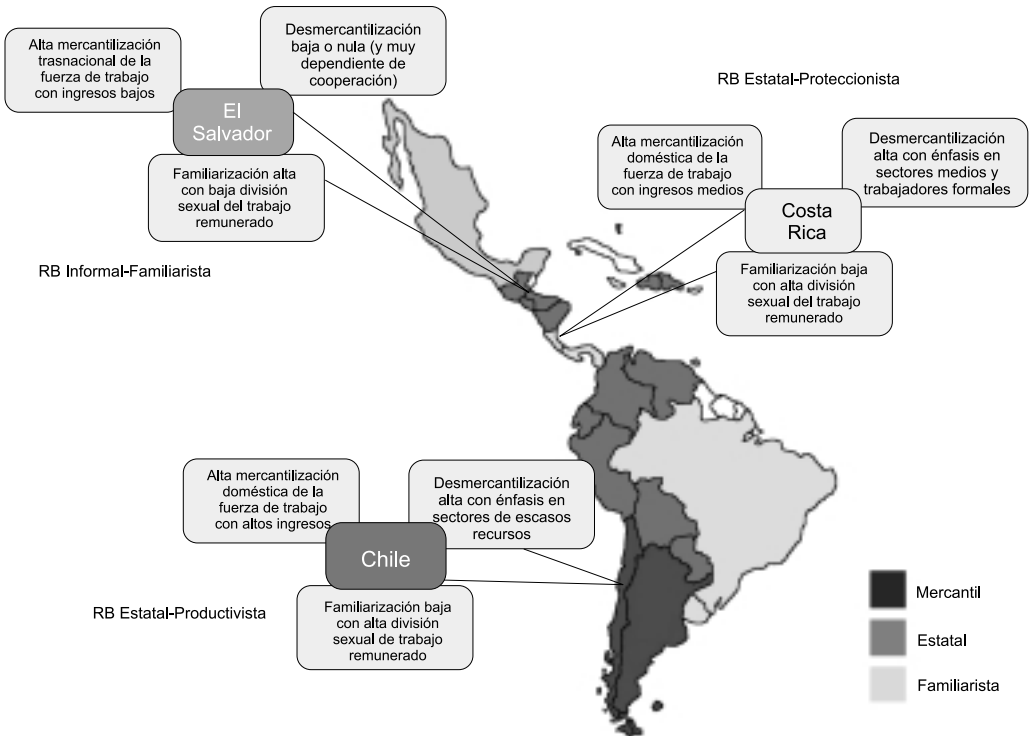 Alta mercantilización
trasnacional de la
fuerza de trabajo
con ingresos bajos
Desmercantilización
baja o nula (y muy
dependiente de
cooperación)
El
Salvador
Familiarización alta
con baja división
sexual del trabajo
remunerado
RB Informal-Familiarista
RB Estatal-Proteccionista
Alta mercantilización
doméstica de la
fuerza de trabajo
con ingresos medios
Desmercantilización
alta con énfasis en
sectores medios y
trabajadores formales
Costa
Rica
Familiarización baja
con alta división
sexual del trabajo
remunerado
Alta mercantilización
doméstica de la
fuerza de trabajo
con altos ingresos
Desmercantilización
alta con énfasis en
sectores de escasos
recursos
Chile
RB Estatal-Productivista
Familiarización baja
con alta división
sexual de trabajo
remunerado
Mercantil
Estatal
Familiarista